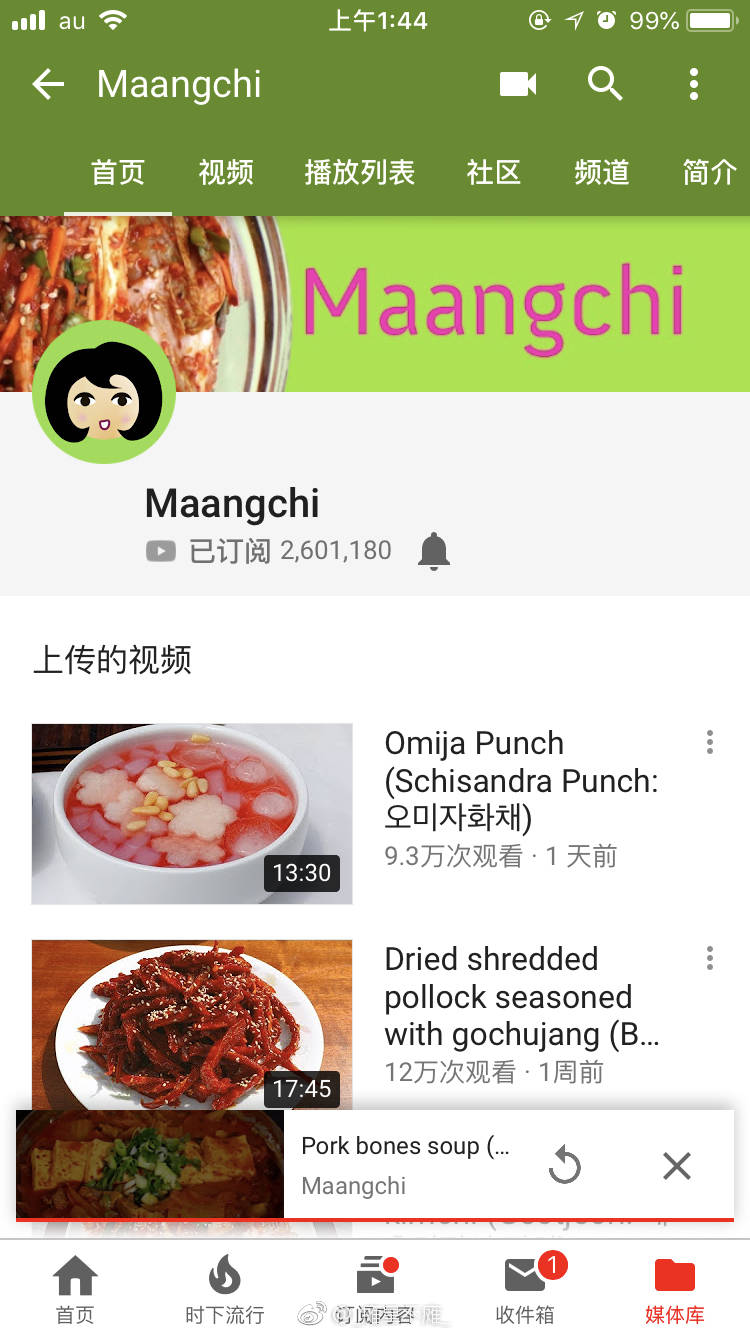 au 上午1:44 99%
Maangchi
首页 视频 播放列表 社区 频道 简介
Maangchi
Maangchi
已订阅 2,601,180
上传的视频
Omija Punch
(Schisandra Punch:
오미자화채)
9.3万次观看 · 1 天前
13:30
Dried shredded
pollock seasoned
with gochujang (B...
12万次观看 · 1周前
17:45
Pork bones soup (...
Maangchi
1
首页 时下流行 订阅内容 收件箱 媒体库